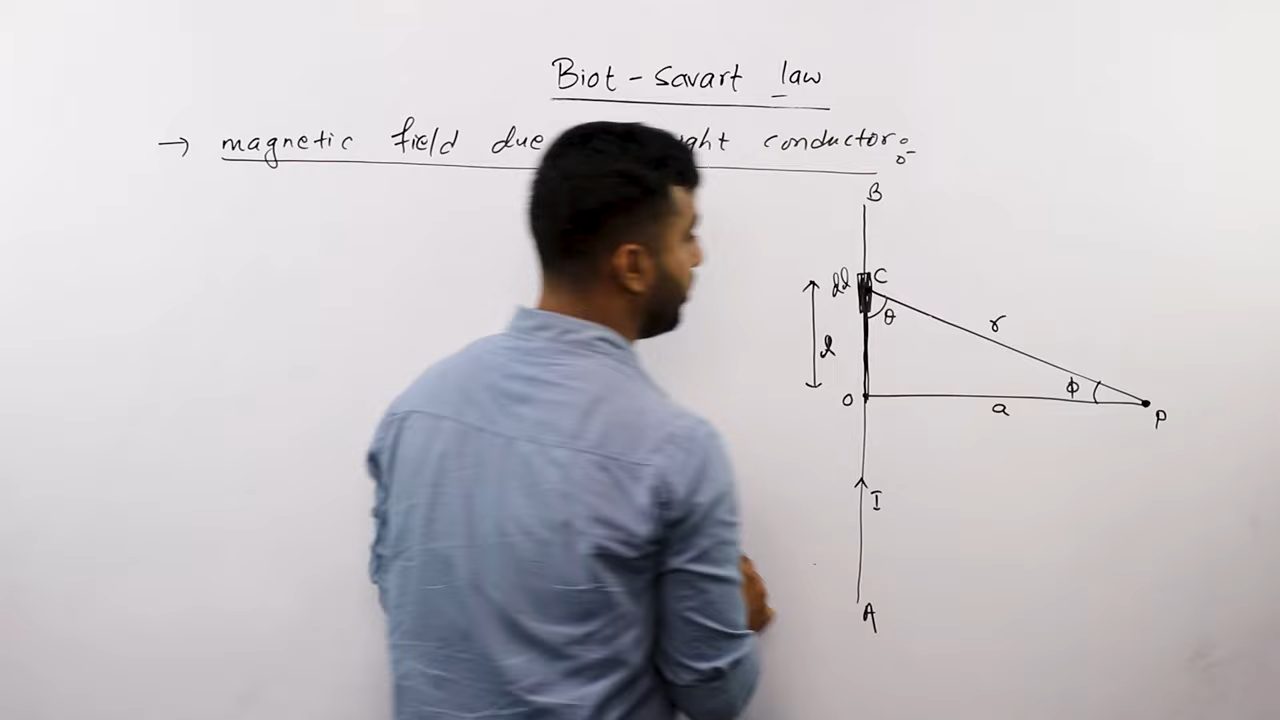 Biot - Savart law
→ magnetic field due ght conductor:-
B
dl C
θ
r
l
ϕ
O
a
P
I
A